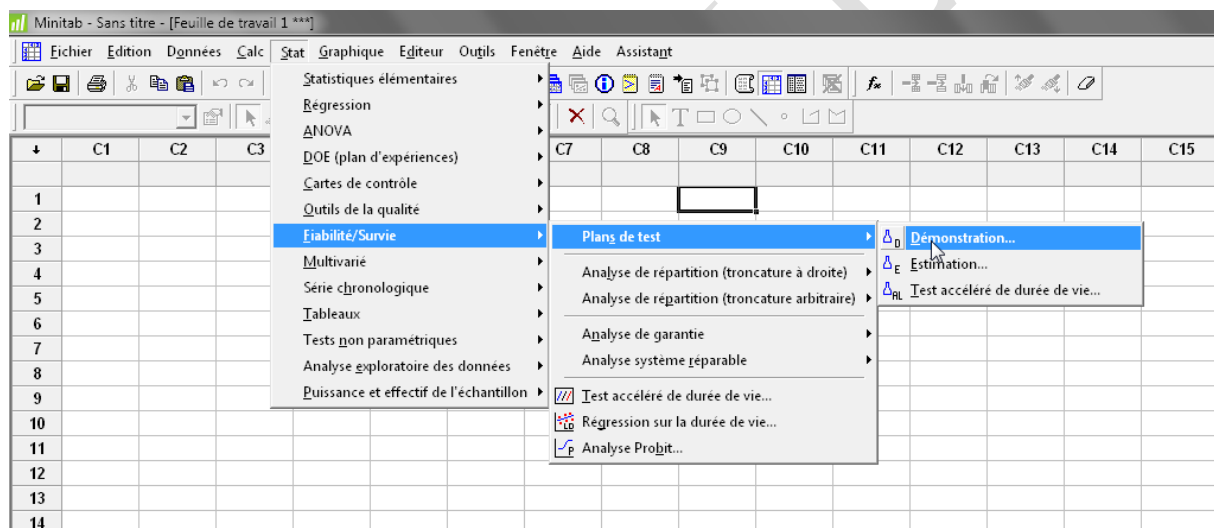 Minitab - Sans titre - [Feuille de travail 1 ***]
Fichier Edition Données Calc Stat Graphique Editeur Outils Fenêtre Aide Assistant
↓ C1 C2 C3 C7 C8 C9 C10 C11 C12 C13 C14 C15
Statistiques élémentaires
Régression
ANOVA
DOE (plan d'expériences)
Cartes de contrôle
Outils de la qualité
Fiabilité/Survie
Multivarié
Série chronologique
Tableaux
Tests non paramétriques
Analyse exploratoire des données
Puissance et effectif de l'échantillon
Plans de test
Analyse de répartition (troncature à droite)
Analyse de répartition (troncature arbitraire)
Analyse de garantie
Analyse système réparable
Test accéléré de durée de vie...
Régression sur la durée de vie...
Analyse Probit...
D Démonstration...
E Estimation...
AL Test accéléré de durée de vie...
1
2
3
4
5
6
7
8
9
10
11
12
13
14